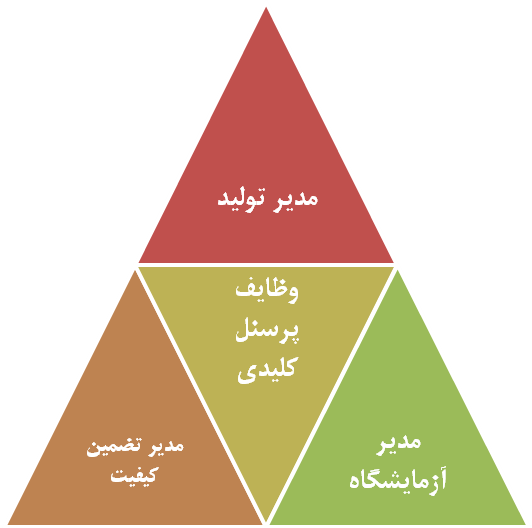 مدیر تولید
وظایف
پرسنل
کلیدی
مدیر
آزمایشگاه
مدیر تضمین
کیفیت